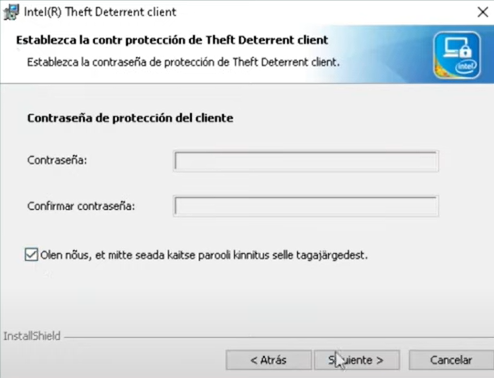 Intel(R) Theft Deterrent client
Establezca la contr protección de Theft Deterrent client
Establezca la contraseña de protección de Theft Deterrent client.
intel
Contraseña de protección del cliente
Contraseña:
Confirmar contraseña:
Olen nõus, et mitte seada kaitse parooli kinnitus selle tagajärgedest.
InstallShield
< Atrás
Siguiente >
Cancelar